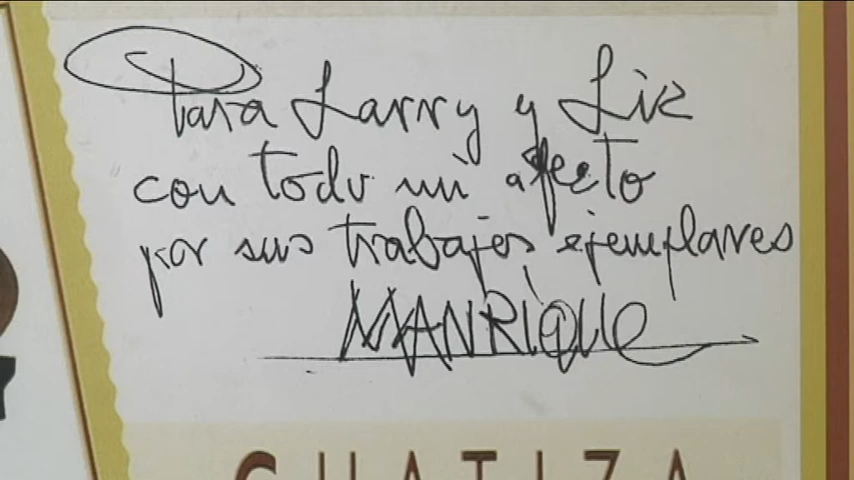 Para Larry y Liz
con todo mi afecto
por sus trabajos ejemplares
MANRIQUE
GUATIZA